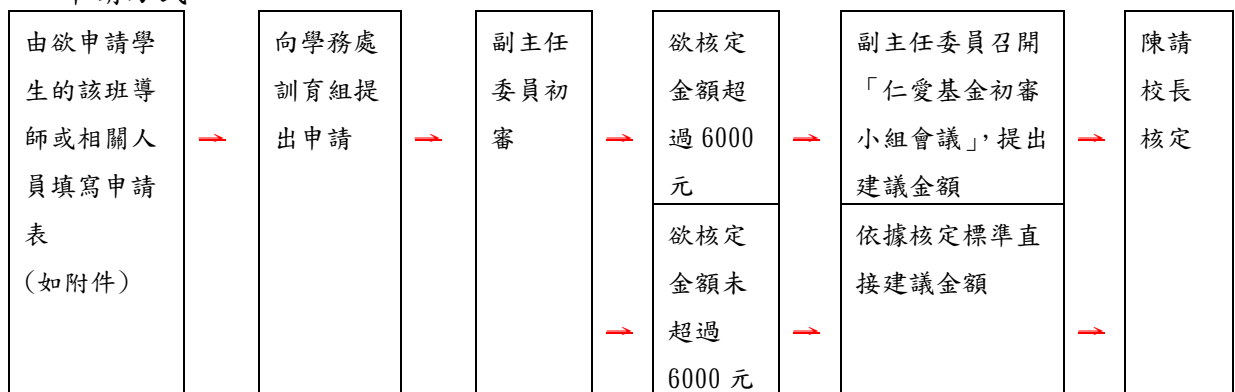 由欲申請學
生的該班導
師或相關人
員填寫申請
表
(如附件)
向學務處
訓育組提
出申請
副主任
委員初
審
欲核定
金額超
過 6000
元
副主任委員召開
「仁愛基金初審
小組會議」，提出
建議金額
欲核定
金額未
超過
6000 元
依據核定標準直
接建議金額
陳請
校長
核定